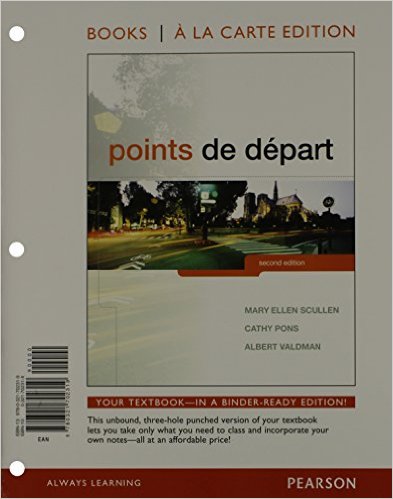 BOOKS | À LA CARTE EDITION
points de départ
second edition
MARY ELLEN SCULLEN
CATHY PONS
ALBERT VALDMAN
YOUR TEXTBOOK—IN A BINDER-READY EDITION!
This unbound, three-hole punched version of your textbook
lets you take only what you need to class and incorporate your
own notes—all at an affordable price!
EAN
ALWAYS LEARNING
PEARSON